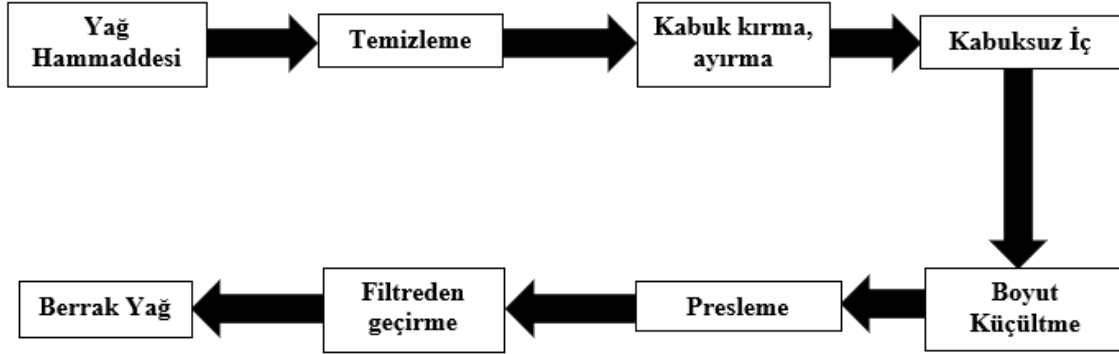 Yağ
Hammaddesi
Temizleme
Kabuk kırma,
ayırma
Kabuksuz İç
Boyut
Küçültme
Presleme
Filtreden
geçirme
Berrak Yağ